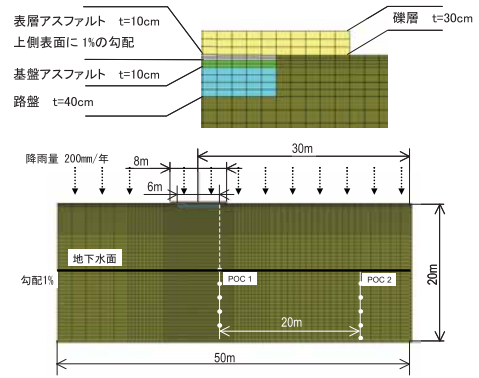 表層アスファルト t=10cm
上側表面に1%の勾配
基盤アスファルト t=10cm
路盤 t=40cm
礫層 t=30cm
降雨量 200mm/年
8m
30m
6m
地下水面
勾配1%
POC 1
POC 2
20m
20m
50m